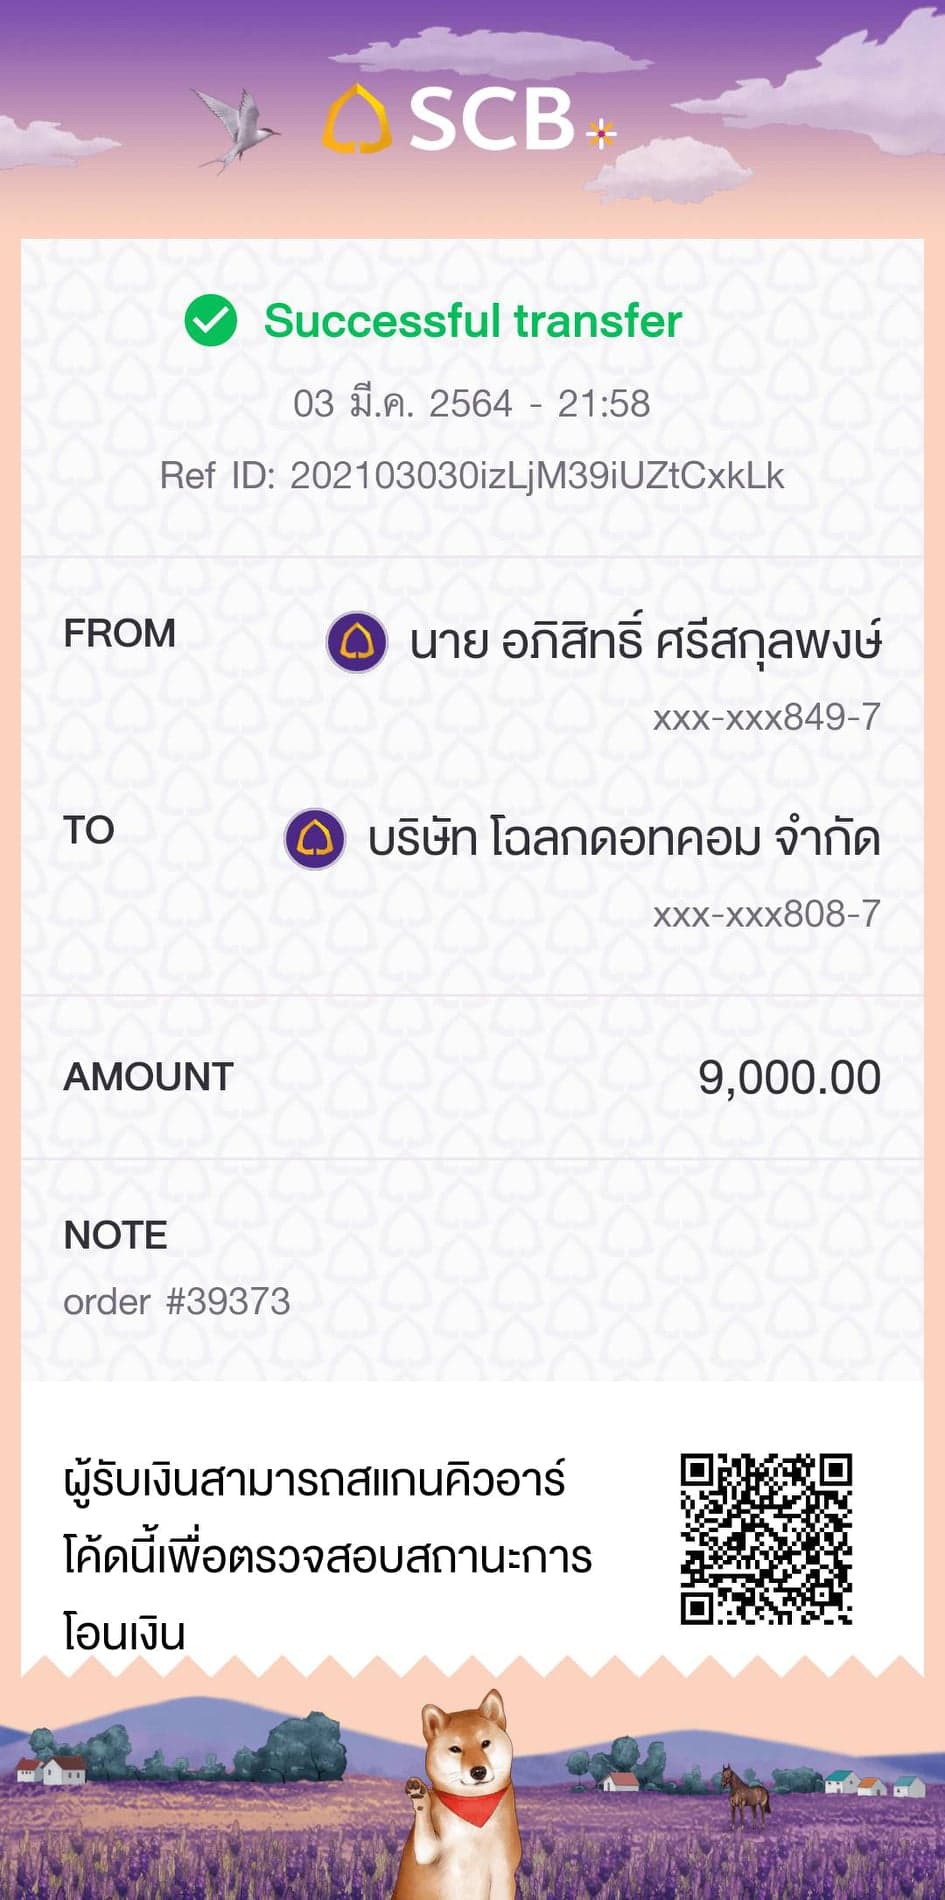 SCB
Successful transfer
03 มี.ค. 2564 - 21:58
Ref ID: 202103030izLjM39iUZtCxkLk
FROM
นาย อภิสิทธิ์ ศรีสกุลพงษ์
xxx-xxx849-7
TO
บริษัท โฉลกดอทคอม จำกัด
xxx-xxx808-7
AMOUNT
9,000.00
NOTE
order #39373
ผู้รับเงินสามารถสแกนคิวอาร์
โค้ดนี้เพื่อตรวจสอบสถานะการ
โอนเงิน